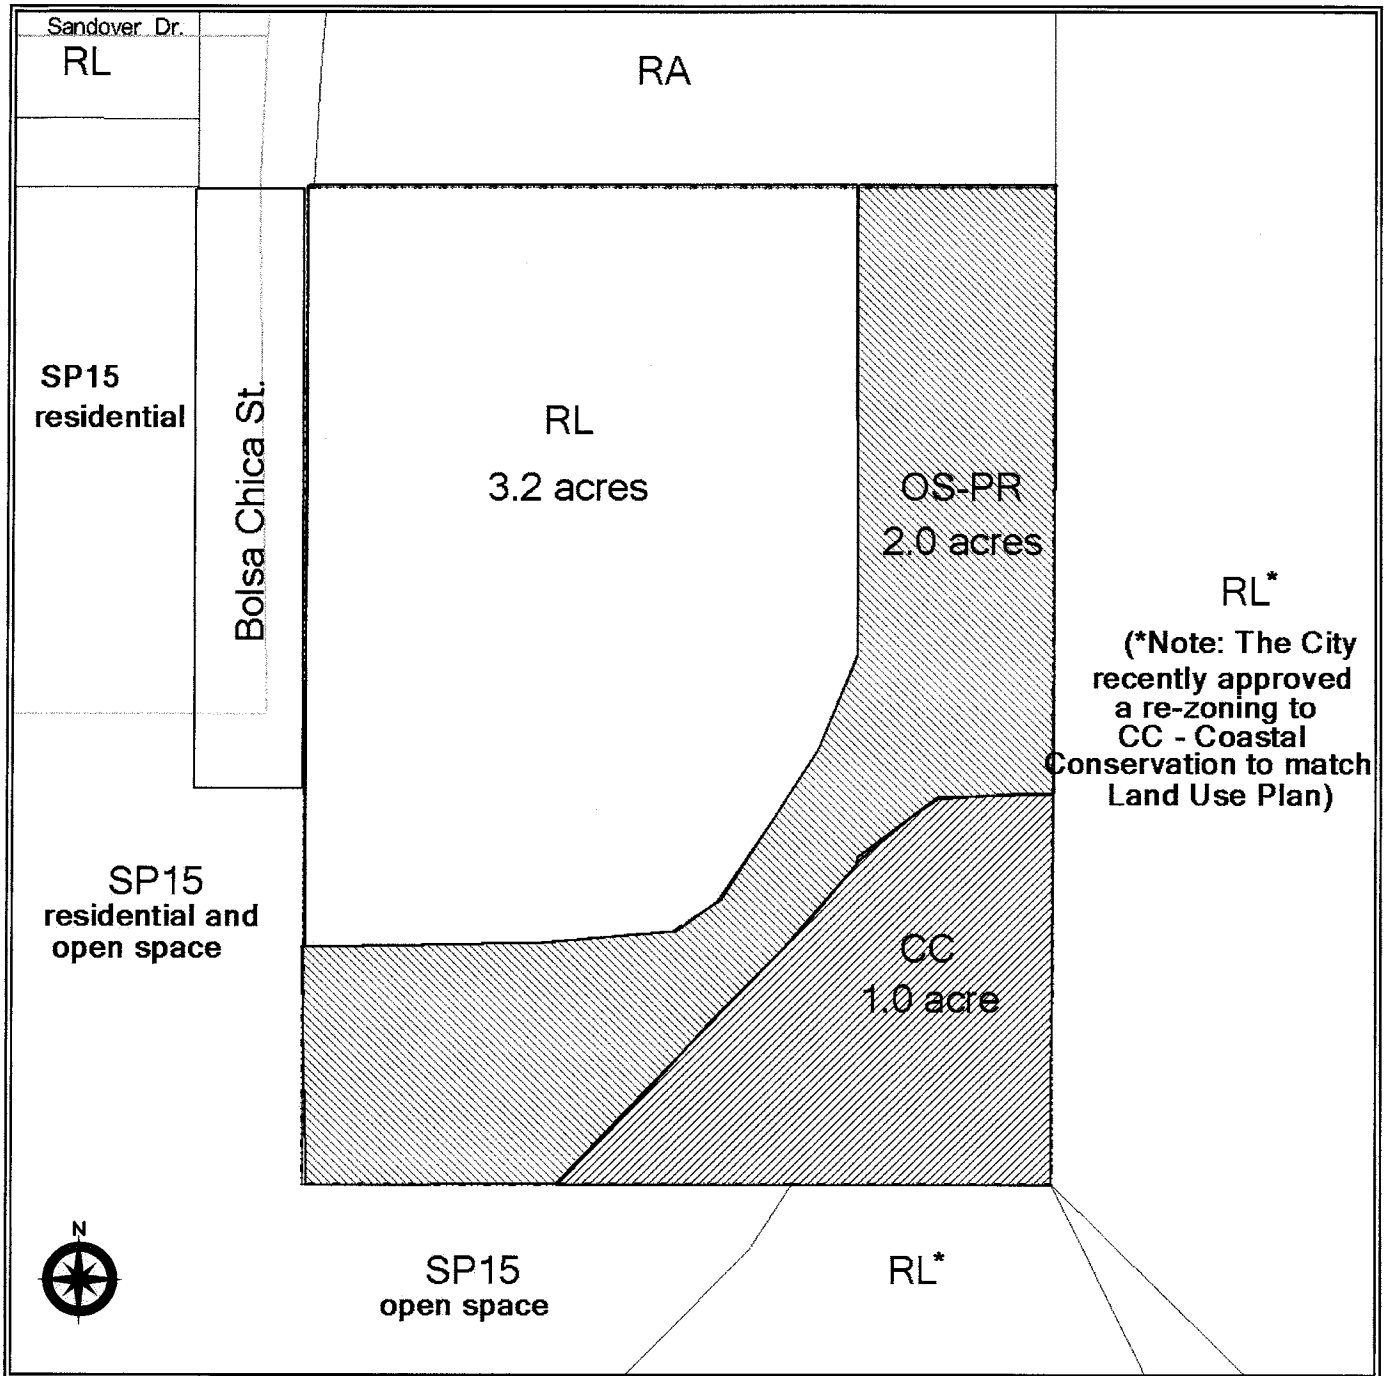 Sandover Dr.
RL
RA
SP15
residential
Bolsa Chica St.
RL
3.2 acres
OS-PR
2.0 acres
RL*
(*Note: The City
recently approved
a re-zoning to
CC - Coastal
Conservation to match
Land Use Plan)
SP15
residential and
open space
CC
1.0 acre
N
SP15
open space
RL*